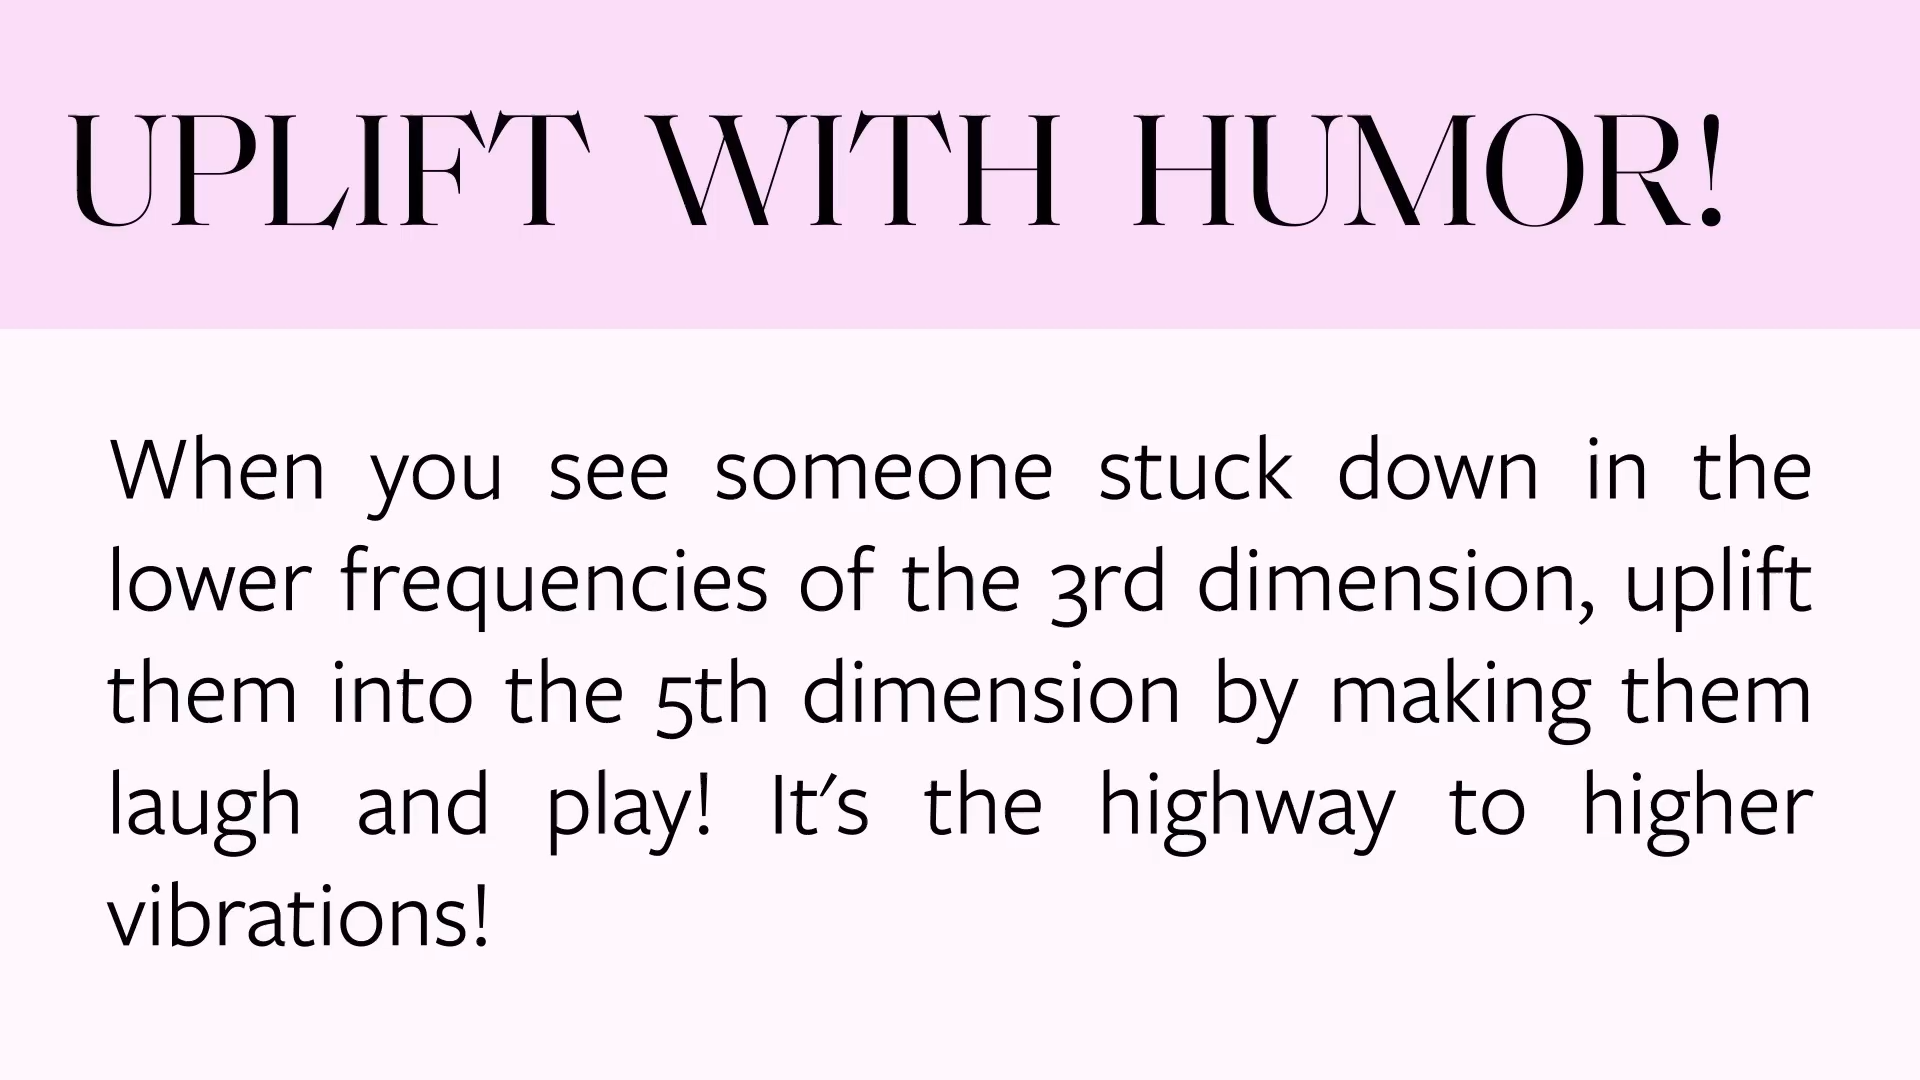 UPLIFT WITH HUMOR!
When you see someone stuck down in the
lower frequencies of the 3rd dimension, uplift
them into the 5th dimension by making them
laugh and play! It's the highway to higher
vibrations!